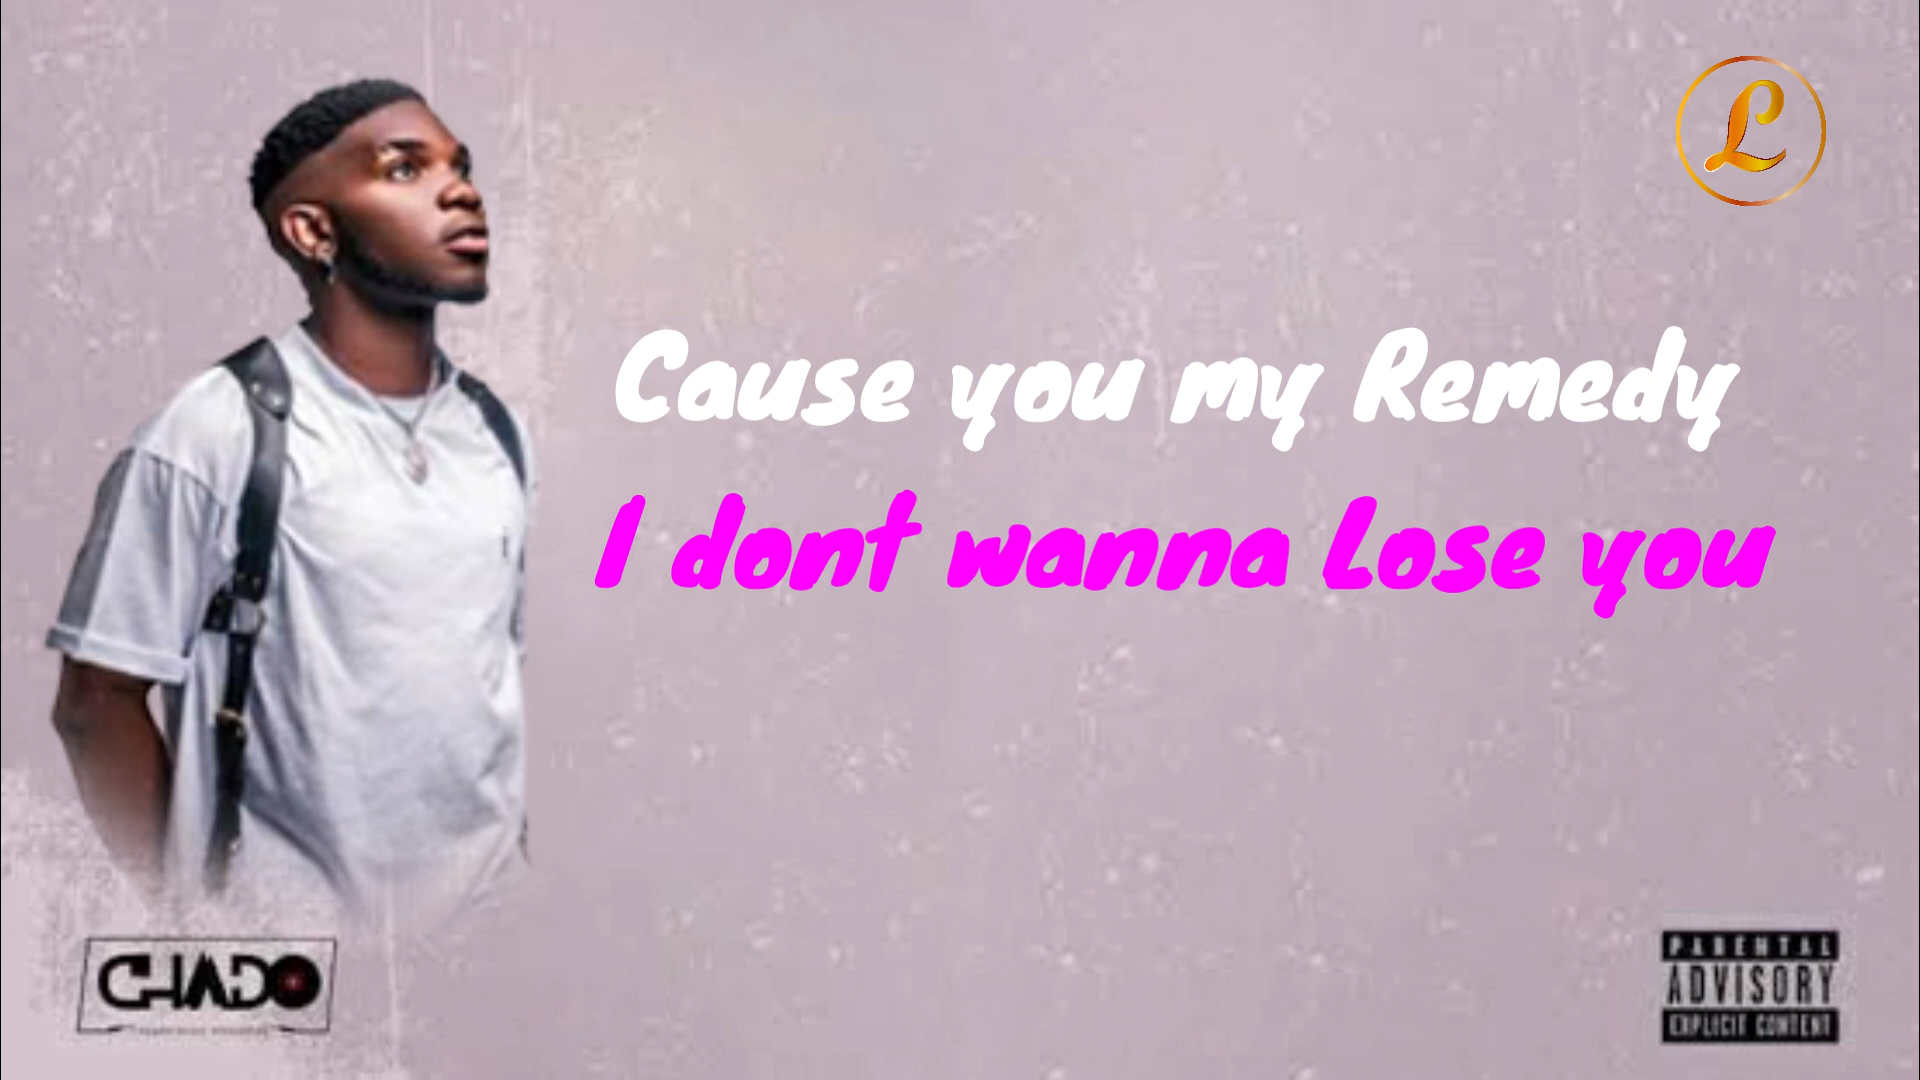 L
Cause you my Remedy
I dont wanna Lose you
CHADO
PARENTAL
ADVISORY
EXPLICIT CONTENT